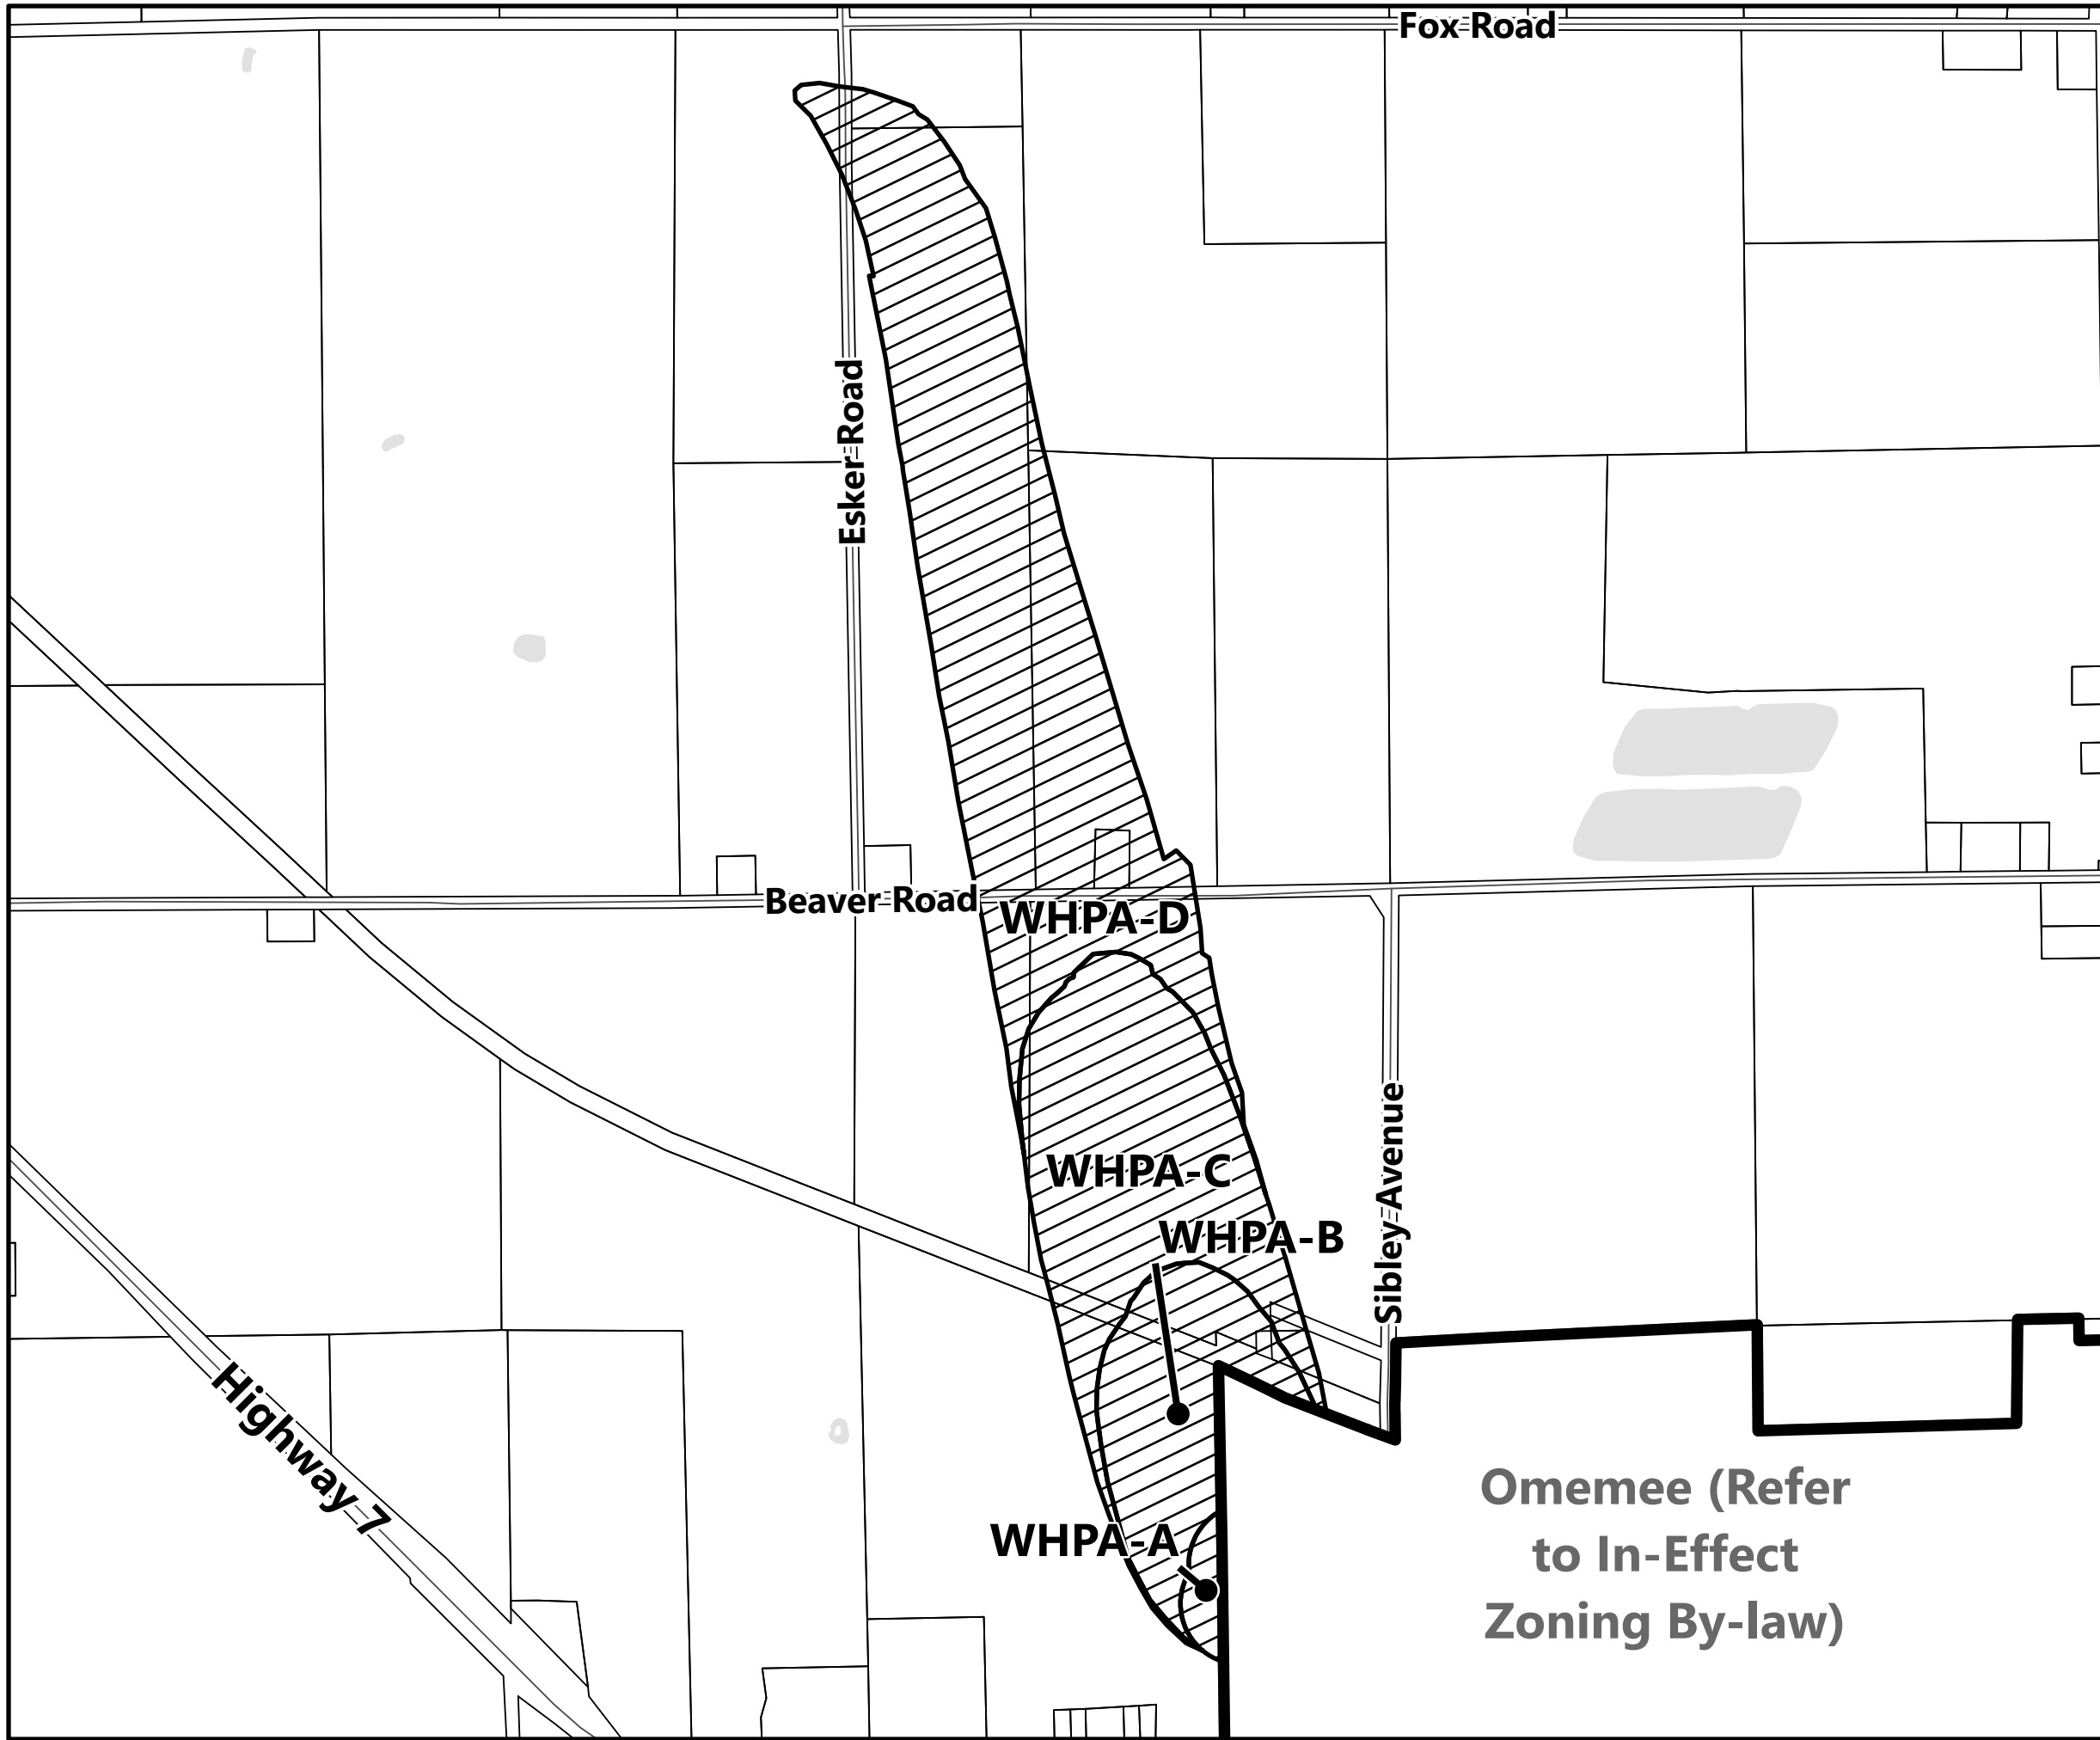 Fox Road
Esker Road
Beaver Road
WHPA-D
WHPA-C
WHPA-B
Sibley Avenue
Highway 7
WHPA-A
Omemee (Refer
to In-Effect
Zoning By-law)